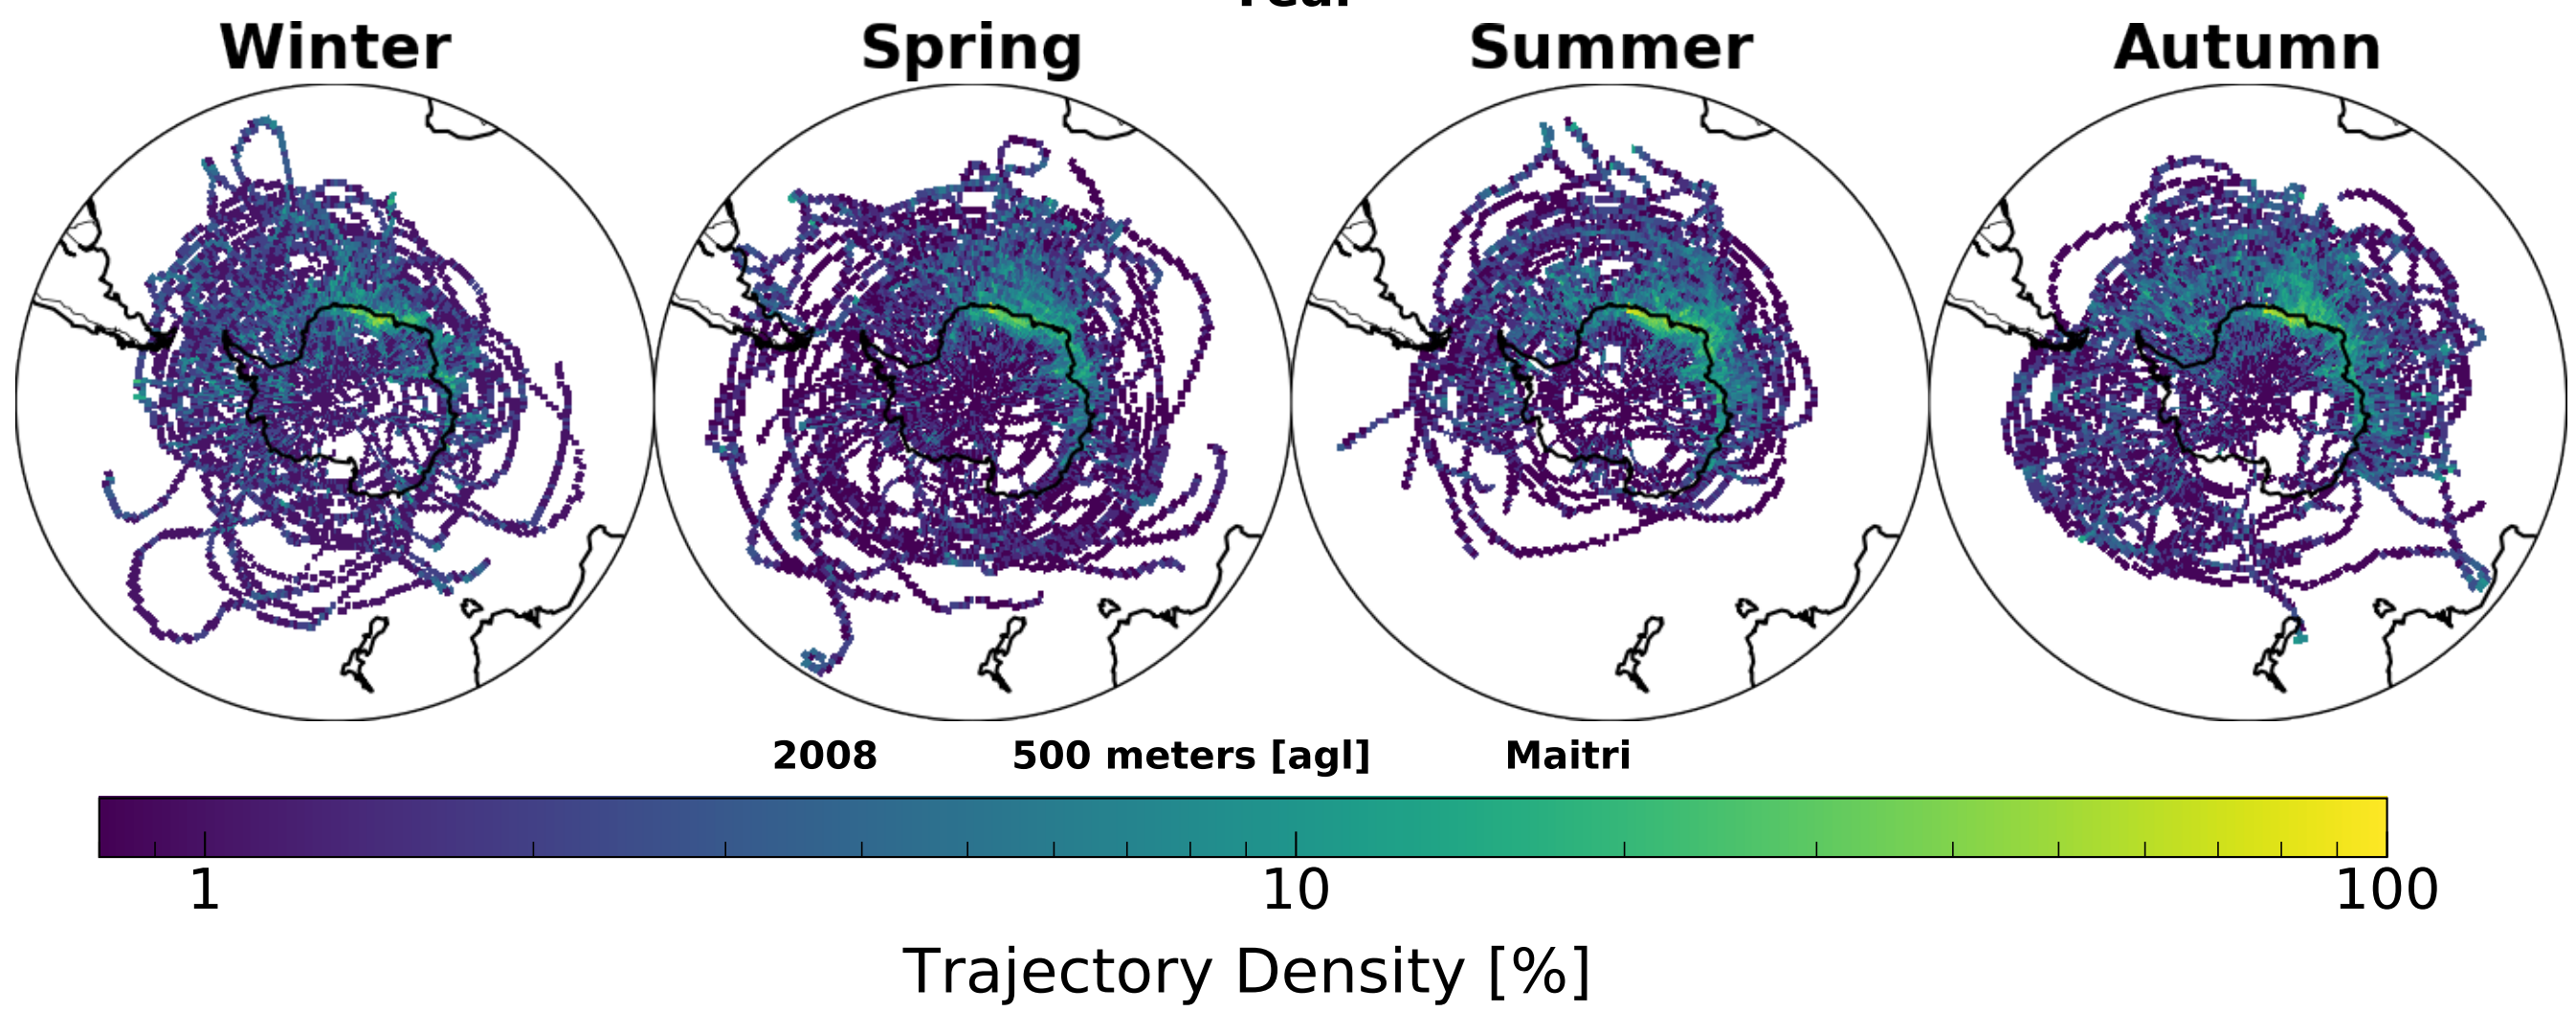 Winter Spring Summer Autumn
2008 500 meters [agl] Maitri
1 10 100
Trajectory Density [%]